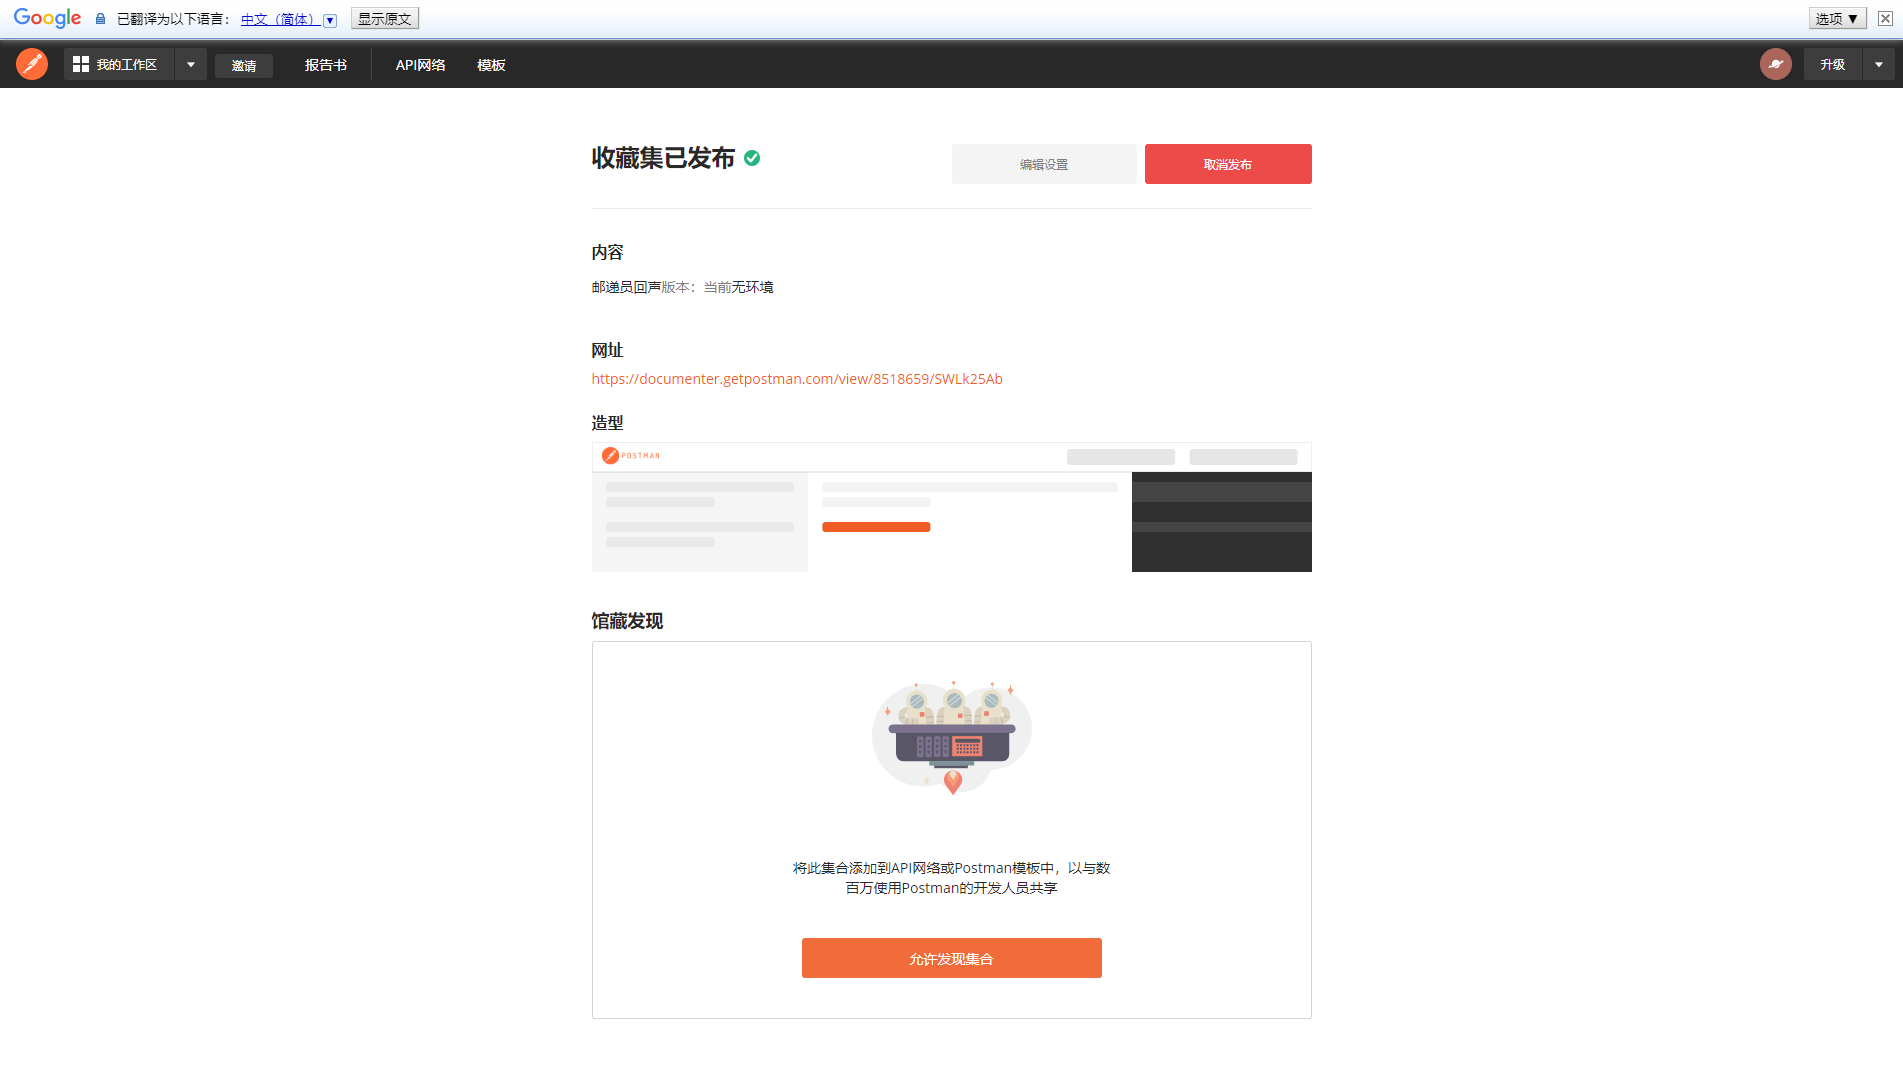 Google 已翻译为以下语言： 中文（简体） ▼ 显示原文 选项 ▼
我的工作区 邀请 报告书 API网络 模板 升级
收藏集已发布 编辑设置 取消发布
内容
邮递员回声版本：当前无环境
网址
https://documenter.getpostman.com/view/8518659/SWLk25Ab
造型
POSTMAN
馆藏发现
将此集合添加到API网络或Postman模板中，以与数
百万使用Postman的开发人员共享
允许发现集合